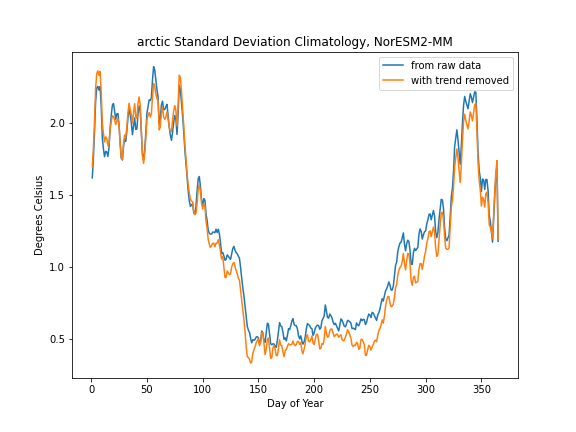 arctic Standard Deviation Climatology, NorESM2-MM
from raw data
with trend removed
2.0
1.5
1.0
0.5
Degrees Celsius
0 50 100 150 200 250 300 350
Day of Year